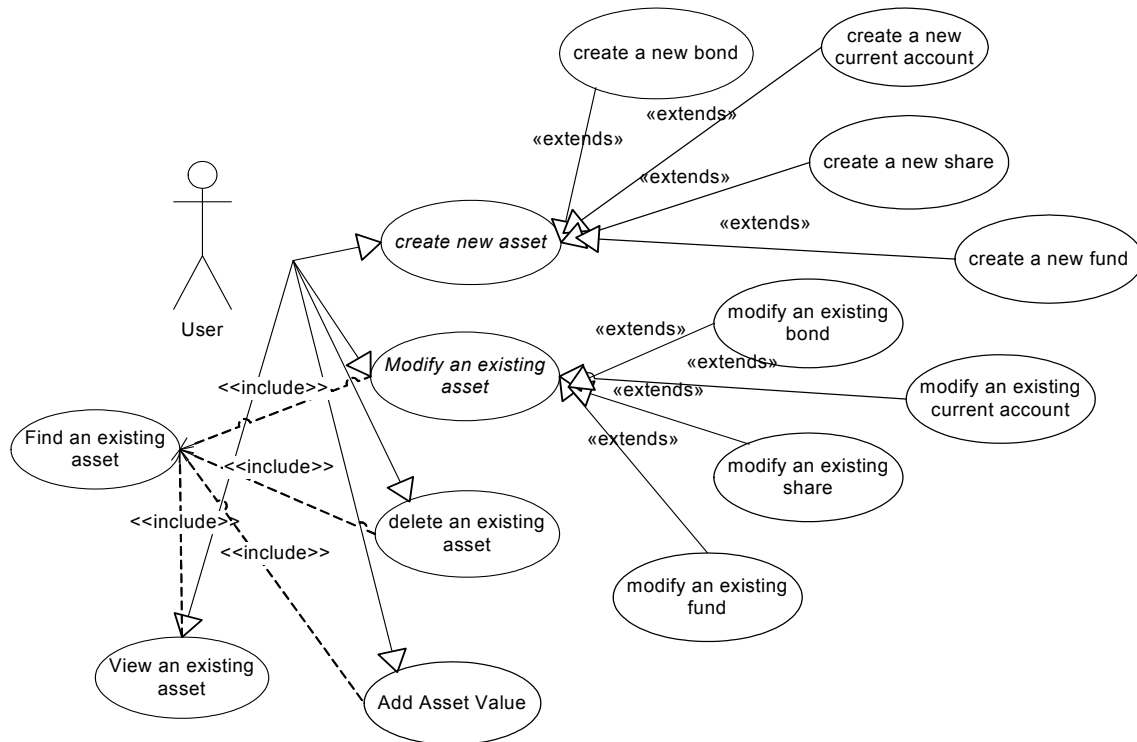 create a new
current account
create a new bond
«extends»
«extends»
create a new share
«extends»
«extends»
create new asset
create a new fund
User
modify an existing
bond
«extends»
Modify an existing
asset
«extends»
<<include>>
«extends»
modify an existing
current account
Find an existing
asset
«extends»
<<include>>
modify an existing
share
<<include>>
delete an existing
asset
<<include>>
modify an existing
fund
View an existing
asset
Add Asset Value